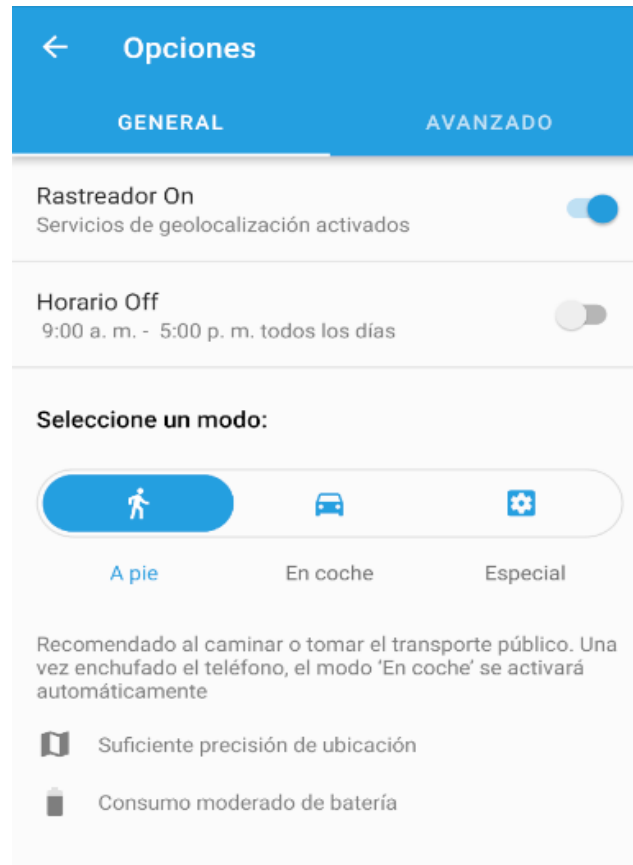 Opciones
GENERAL AVANZADO
Rastreador On
Servicios de geolocalización activados
Horario Off
9:00 a. m. - 5:00 p. m. todos los días
Seleccione un modo:
A pie En coche Especial
Recomendado al caminar o tomar el transporte público. Una
vez enchufado el teléfono, el modo ‘En coche’ se activará
automáticamente
Suficiente precisión de ubicación
Consumo moderado de batería